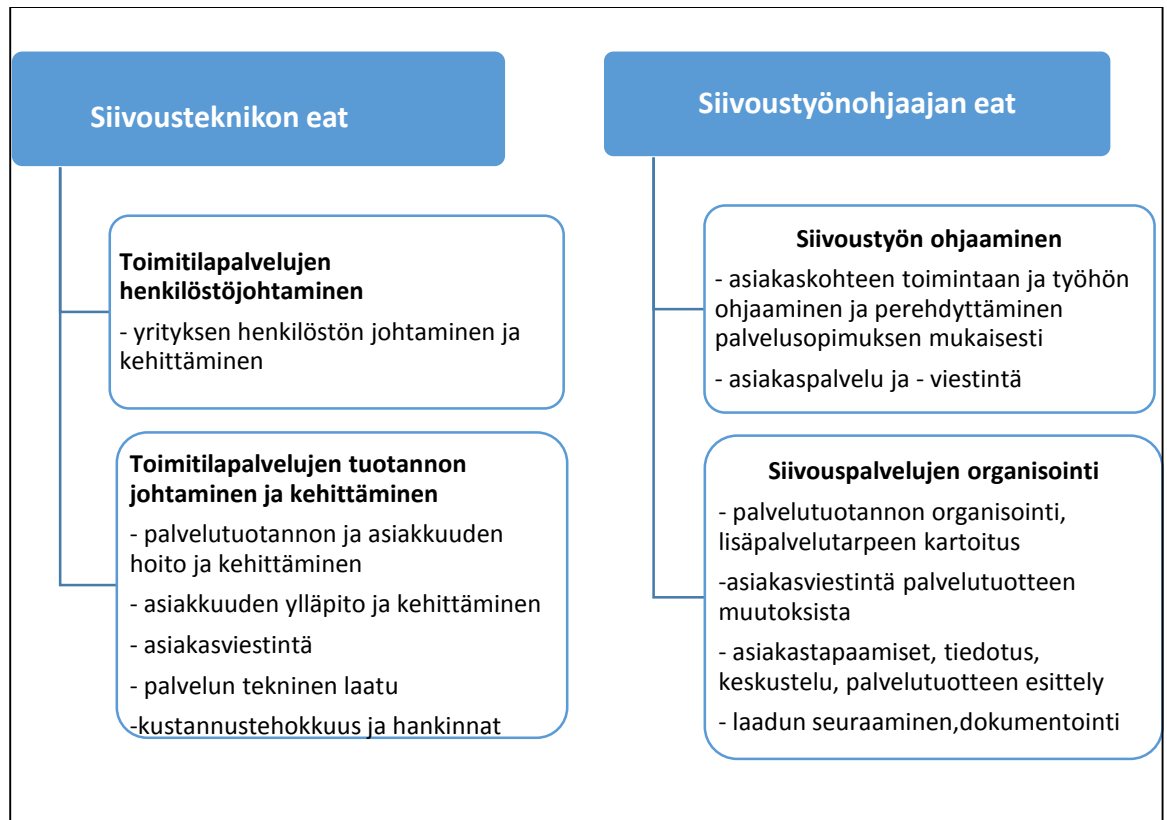 Siivousteknikon eat
Toimitilapalvelujen
henkilöstöjohtaminen
- yrityksen henkilöstön johtaminen ja
kehittäminen
Toimitilapalvelujen tuotannon
johtaminen ja kehittäminen
- palvelutuotannon ja asiakkuuden
hoito ja kehittäminen
- asiakkuuden ylläpito ja kehittäminen
- asiakasviestintä
- palvelun tekninen laatu
-kustannustehokkuus ja hankinnat
Siivoustyönohjaajan eat
Siivoustyön ohjaaminen
- asiakaskohteen toimintaan ja työhön
ohjaaminen ja perehdyttäminen
palvelusopimuksen mukaisesti
- asiakaspalvelu ja - viestintä
Siivouspalvelujen organisointi
- palvelutuotannon organisointi,
lisäpalvelutarpeen kartoitus
-asiakasviestintä palvelutuotteen
muutoksista
- asiakastapaamiset, tiedotus,
keskustelu, palvelutuotteen esittely
- laadun seuraaminen,dokumentointi